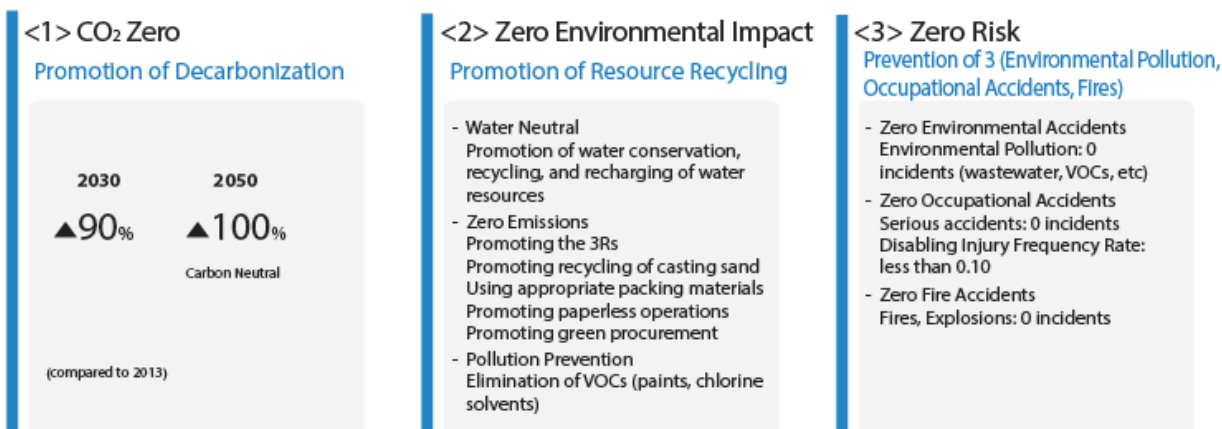 <1> CO₂ Zero
Promotion of Decarbonization
2030
2050
▲90%
▲100%
Carbon Neutral
(compared to 2013)
<2> Zero Environmental Impact
Promotion of Resource Recycling
- Water Neutral
Promotion of water conservation,
recycling, and recharging of water
resources
- Zero Emissions
Promoting the 3Rs
Promoting recycling of casting sand
Using appropriate packing materials
Promoting paperless operations
Promoting green procurement
- Pollution Prevention
Elimination of VOCs (paints, chlorine
solvents)
<3> Zero Risk
Prevention of 3 (Environmental Pollution,
Occupational Accidents, Fires)
- Zero Environmental Accidents
Environmental Pollution: 0
incidents (wastewater, VOCs, etc)
- Zero Occupational Accidents
Serious accidents: 0 incidents
Disabling Injury Frequency Rate:
less than 0.10
- Zero Fire Accidents
Fires, Explosions: 0 incidents